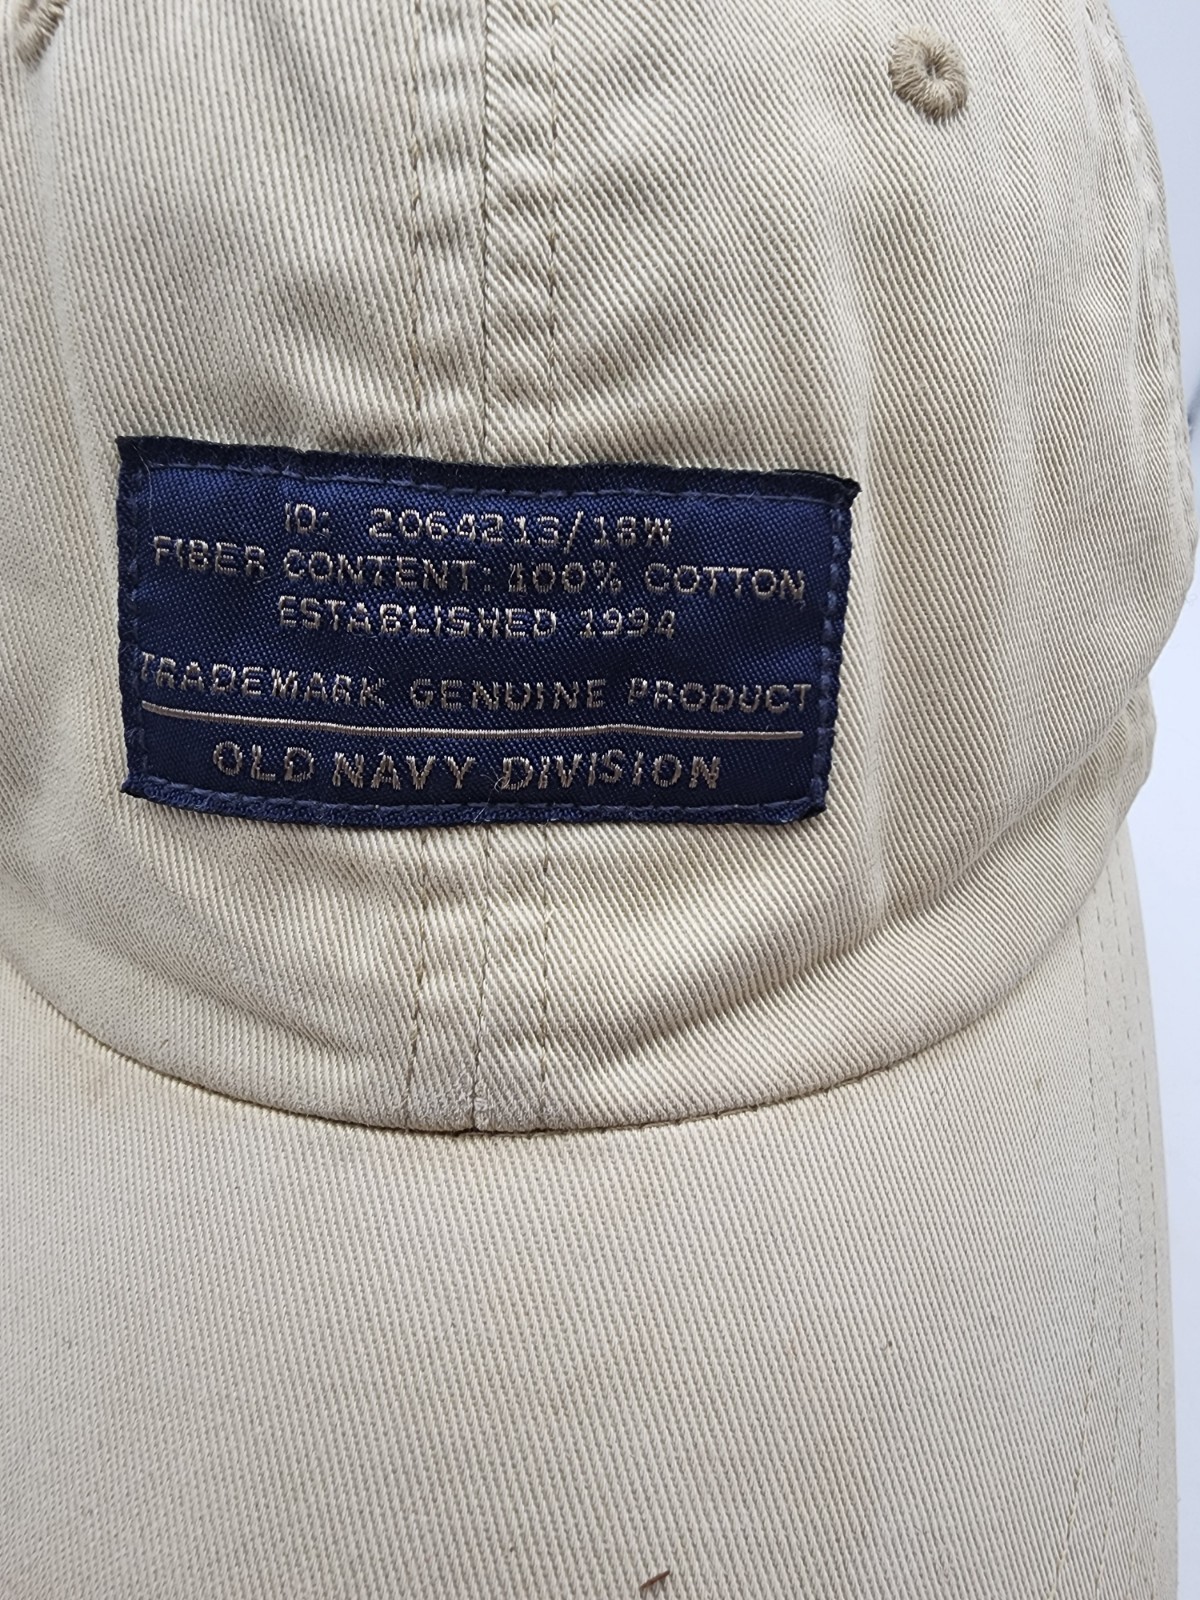 ID: 2064213/18W
FIBER CONTENT: 100% COTTON
ESTABLISHED 1994
TRADEMARK GENUINE PRODUCT
OLD NAVY DIVISION